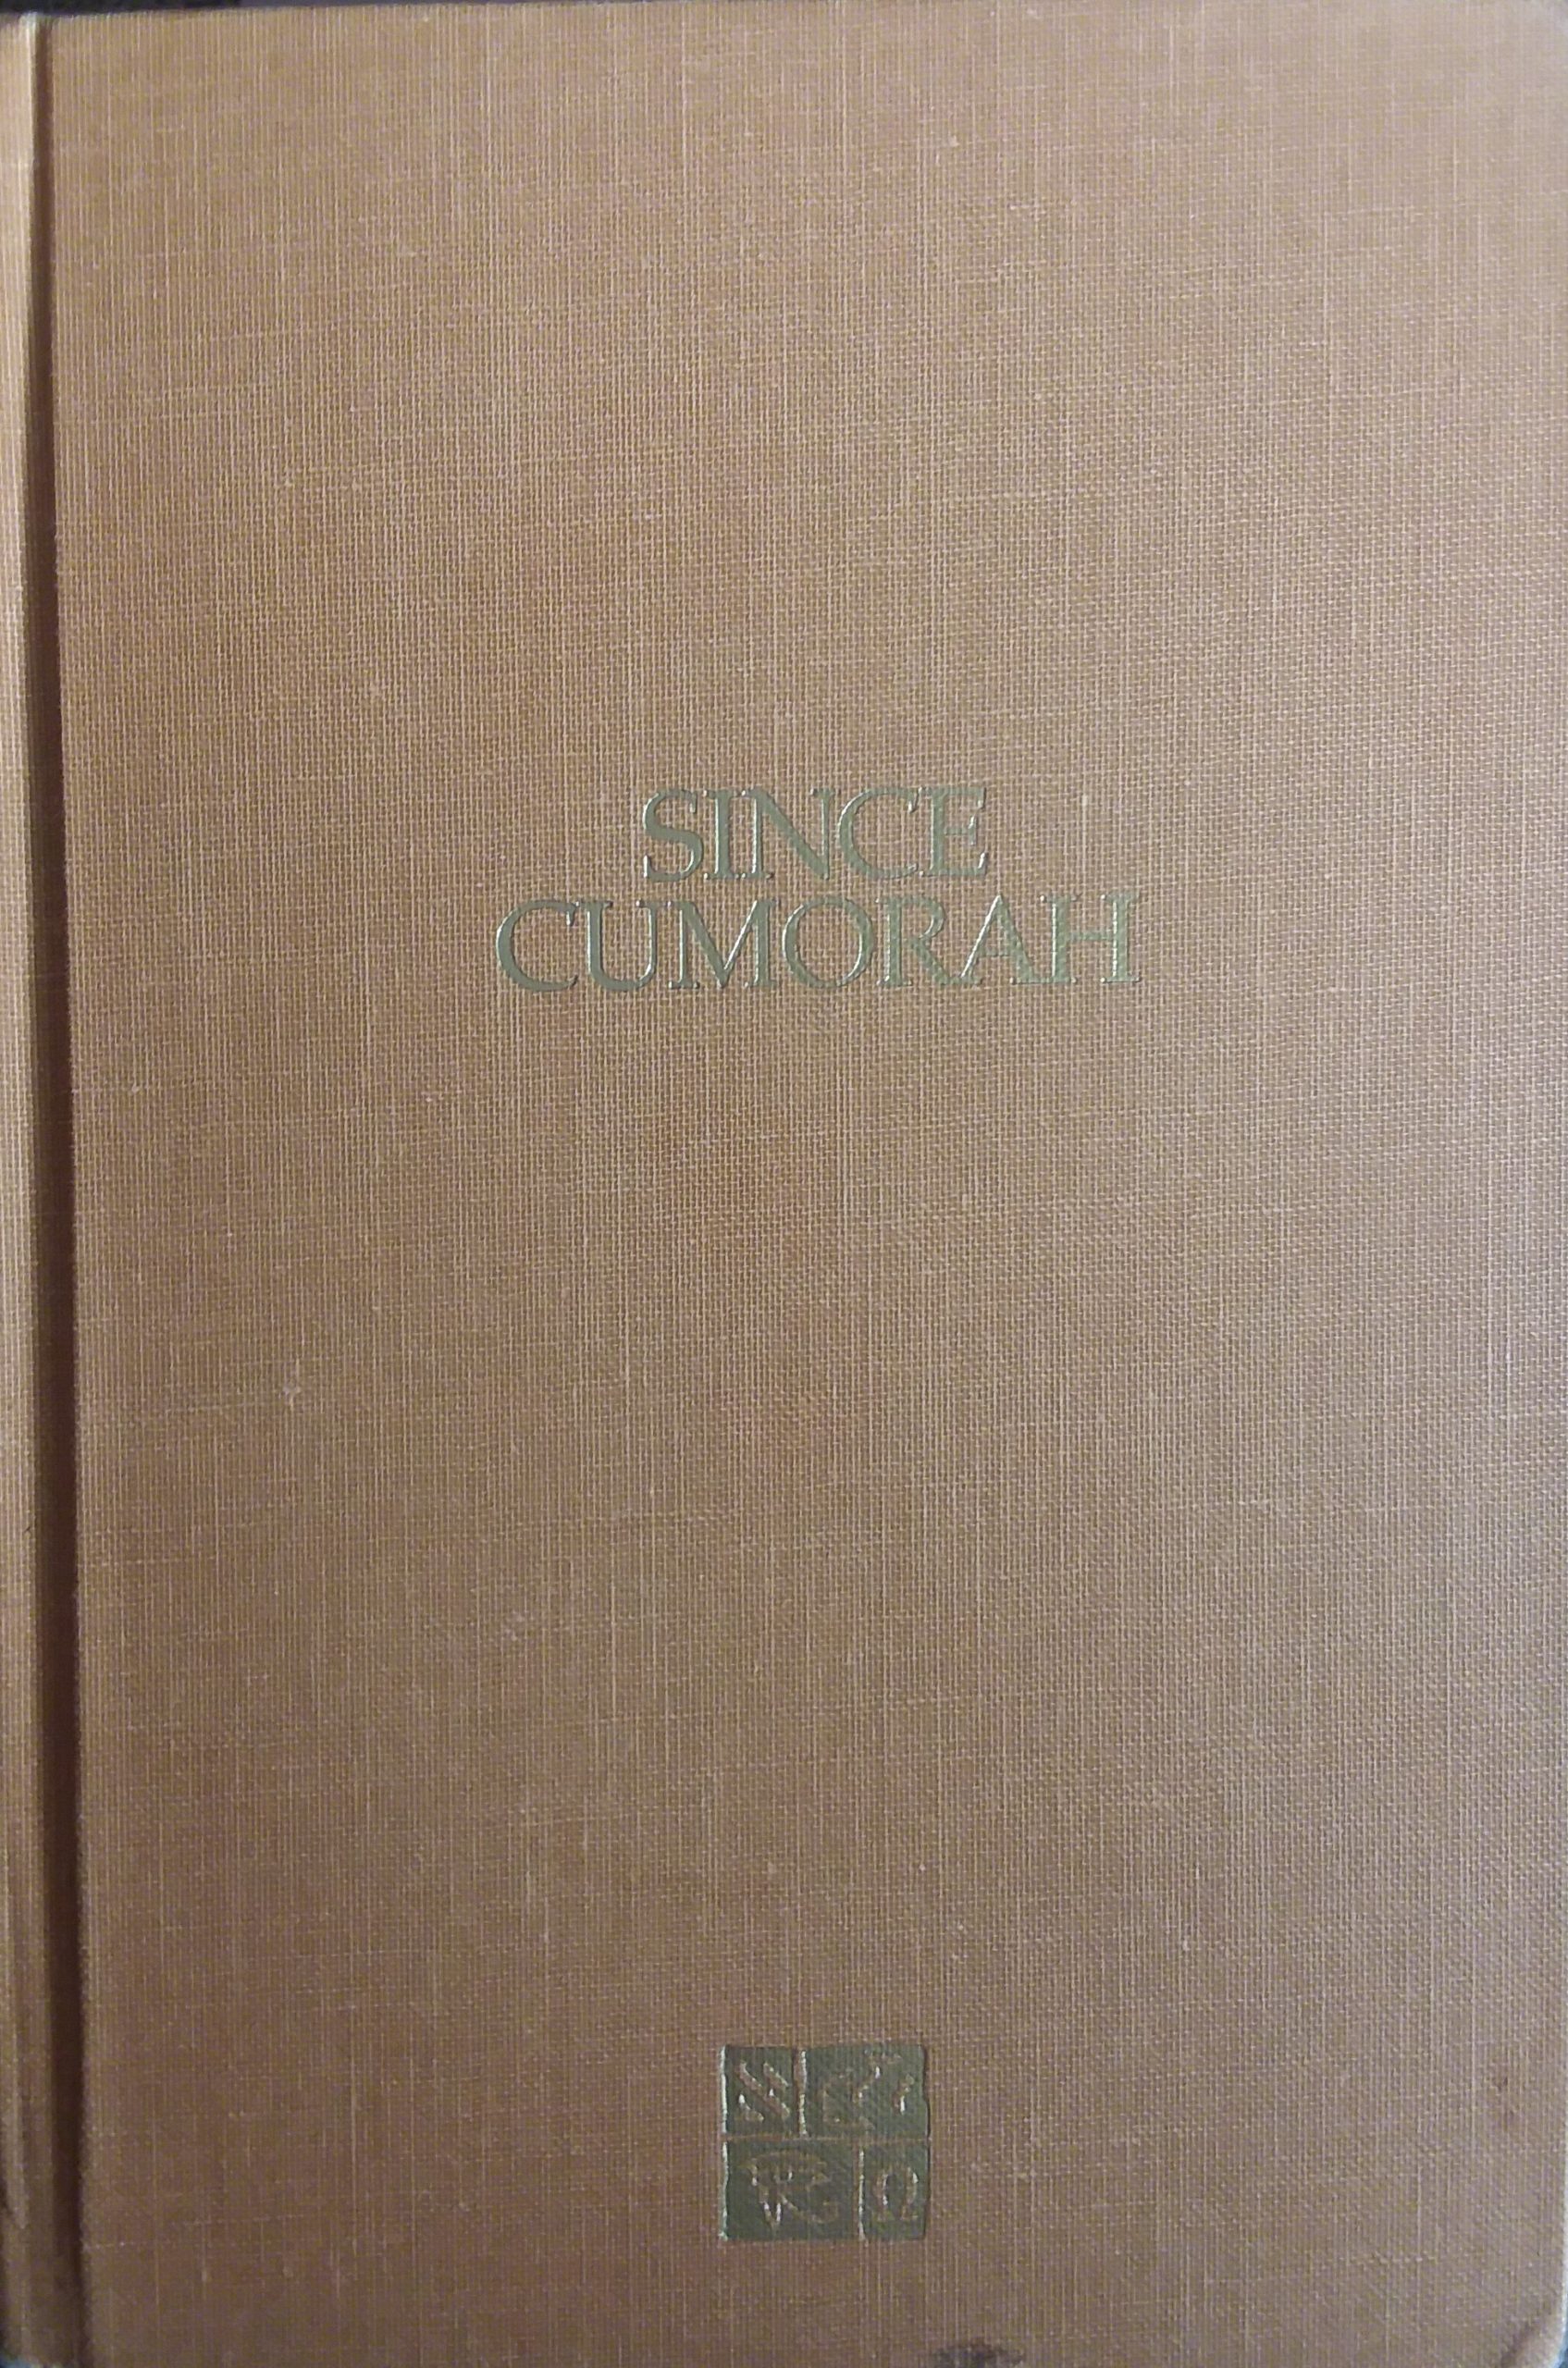 SINCE
CUMORAH
א
Ω